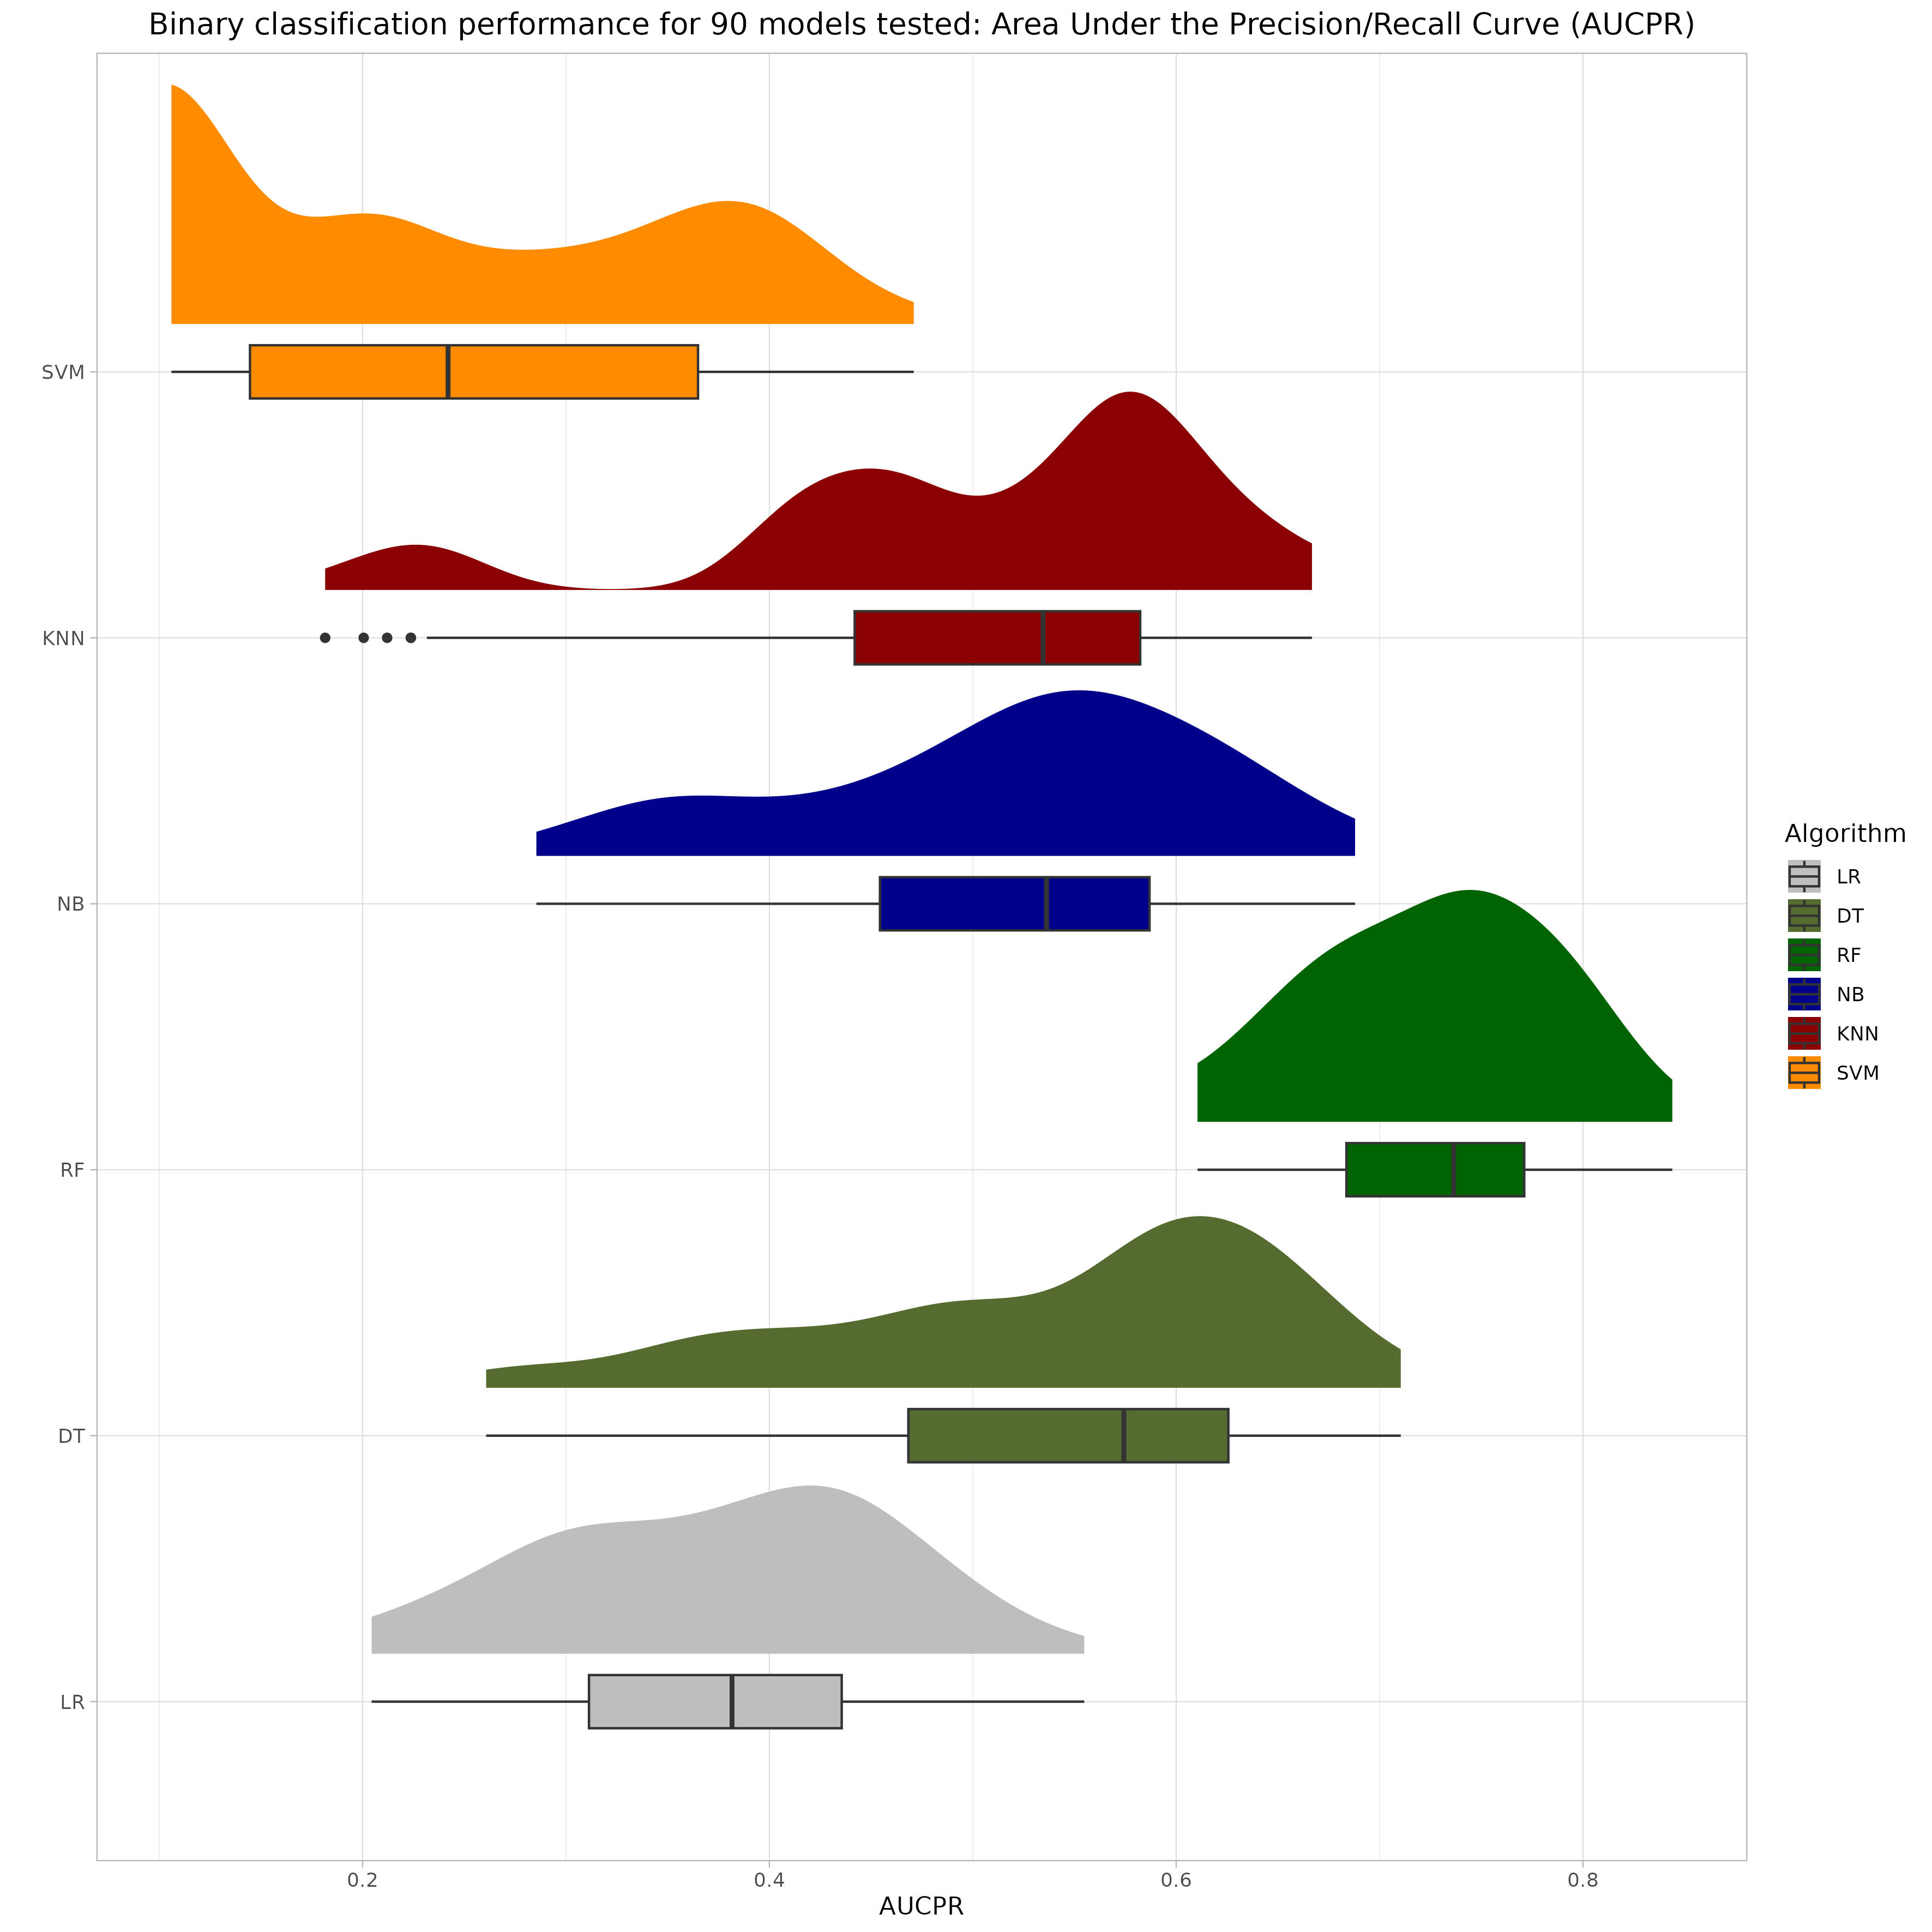 Binary classification performance for 90 models tested: Area Under the Precision/Recall Curve (AUCPR)
SVM
KNN
NB
RF
DT
LR
0.2 0.4 0.6 0.8
AUCPR
Algorithm
LR
DT
RF
NB
KNN
SVM